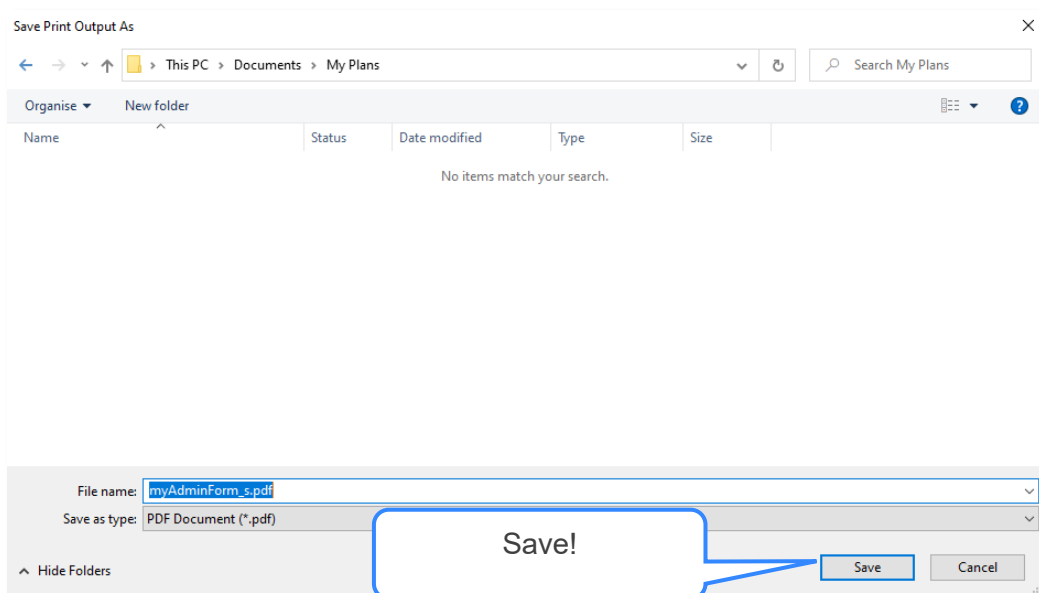 Save Print Output As
This PC > Documents > My Plans
Search My Plans
Organise New folder
Name Status Date modified Type Size
No items match your search.
File name: myAdminForm_s.pdf
Save as type: PDF Document (*.pdf)
Save!
Hide Folders Save Cancel